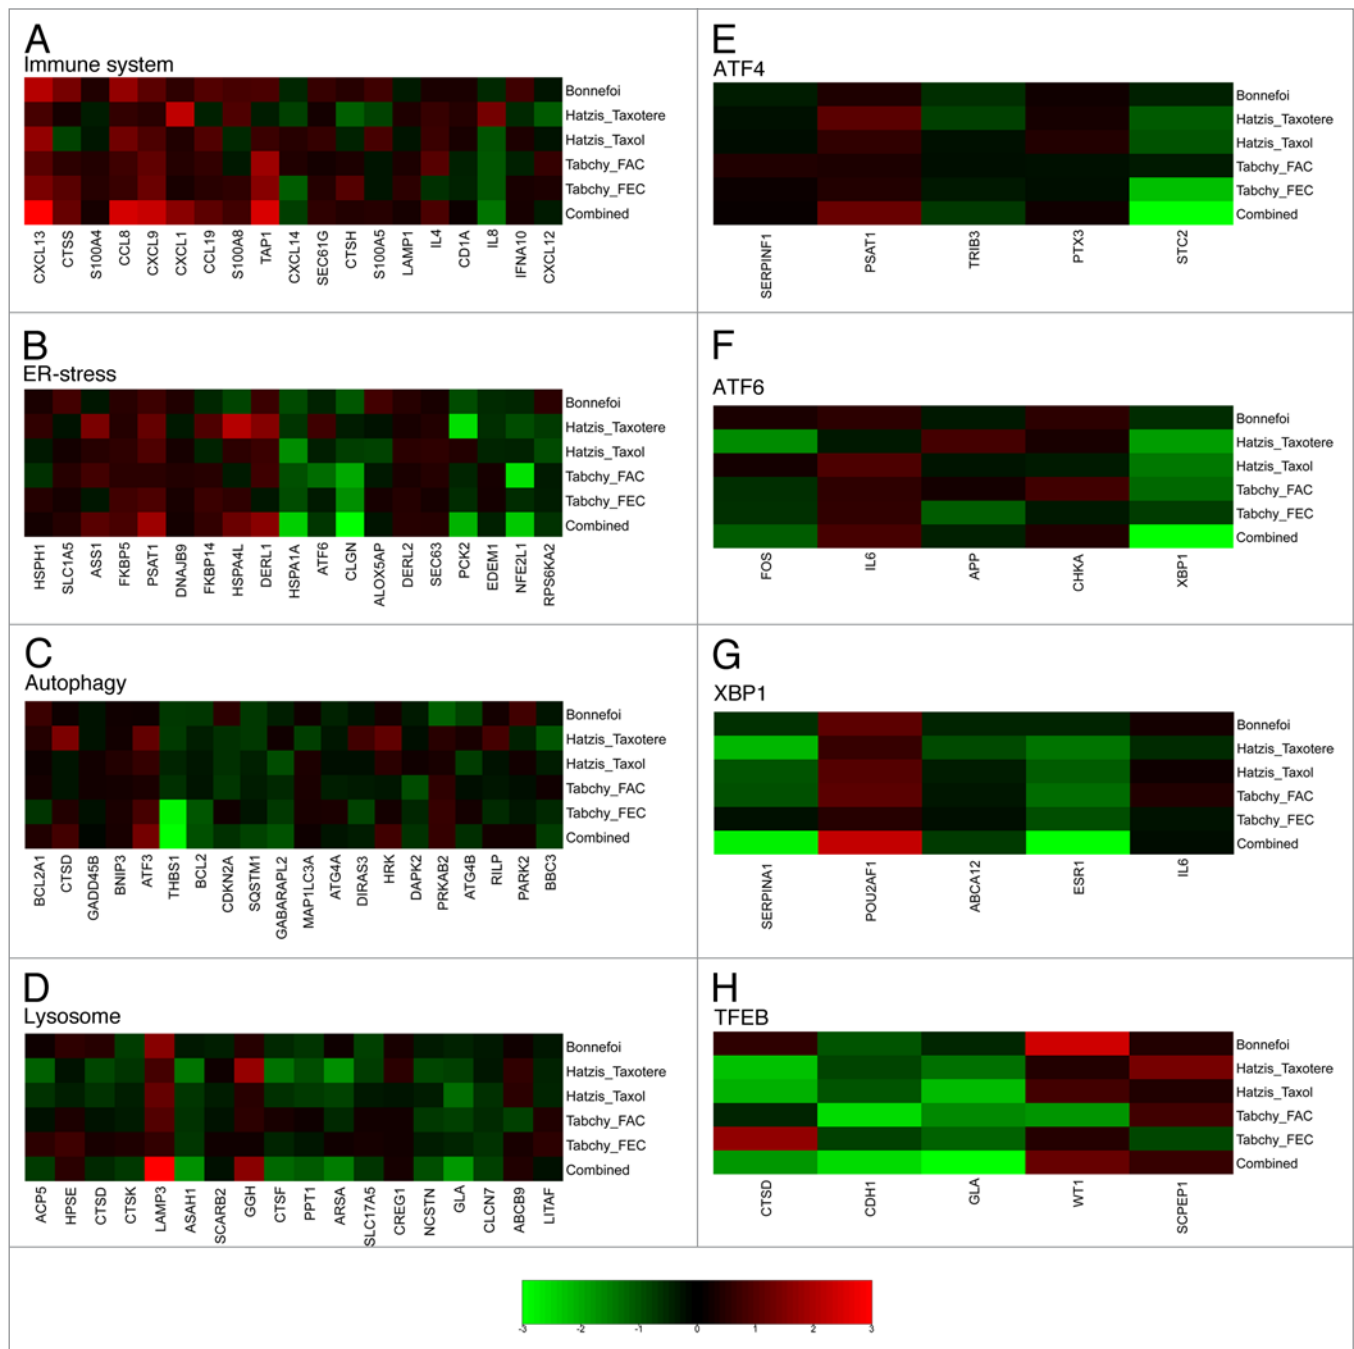 A
Immune system
Bonnefoi
Hatzis_Taxotere
Hatzis_Taxol
Tabchy_FAC
Tabchy_FEC
Combined
CXCL13
CTSS
S100A4
CCL8
CXCL9
CXCL1
CCL19
S100A8
TAP1
CXCL14
SEC61G
CTSH
S100A5
LAMP1
IL4
CD1A
IL8
IFNA10
CXCL12
B
ER-stress
Bonnefoi
Hatzis_Taxotere
Hatzis_Taxol
Tabchy_FAC
Tabchy_FEC
Combined
HSPH1
SLC1A5
ASS1
FKBP5
PSAT1
DNAJB9
FKBP14
HSPA4L
DERL1
HSPA1A
ATF6
CLGN
ALOX5AP
DERL2
SEC63
PCK2
EDEM1
NFE2L1
RPS6KA2
C
Autophagy
Bonnefoi
Hatzis_Taxotere
Hatzis_Taxol
Tabchy_FAC
Tabchy_FEC
Combined
BCL2A1
CTSD
GADD45B
BNIP3
ATF3
THBS1
BCL2
CDKN2A
SQSTM1
GABARAPL2
MAP1LC3A
ATG4A
DIRAS3
HRK
DAPK2
PRKAB2
ATG4B
RILP
PARK2
BBC3
D
Lysosome
Bonnefoi
Hatzis_Taxotere
Hatzis_Taxol
Tabchy_FAC
Tabchy_FEC
Combined
ACP5
HPSE
CTSD
CTSK
LAMP3
ASAH1
SCARB2
GGH
CTSF
PPT1
ARSA
SLC17A5
CREG1
NCSTN
GLA
CLCN7
ABCB9
LITAF
E
ATF4
Bonnefoi
Hatzis_Taxotere
Hatzis_Taxol
Tabchy_FAC
Tabchy_FEC
Combined
SERPINF1
PSAT1
TRIB3
PTX3
STC2
F
ATF6
Bonnefoi
Hatzis_Taxotere
Hatzis_Taxol
Tabchy_FAC
Tabchy_FEC
Combined
FOS
IL6
APP
CHKA
XBP1
G
XBP1
Bonnefoi
Hatzis_Taxotere
Hatzis_Taxol
Tabchy_FAC
Tabchy_FEC
Combined
SERPINA1
POU2AF1
ABCA12
ESR1
IL6
H
TFEB
Bonnefoi
Hatzis_Taxotere
Hatzis_Taxol
Tabchy_FAC
Tabchy_FEC
Combined
CTSD
CDH1
GLA
WT1
SCPEP1
-3 -2 -1 0 1 2 3